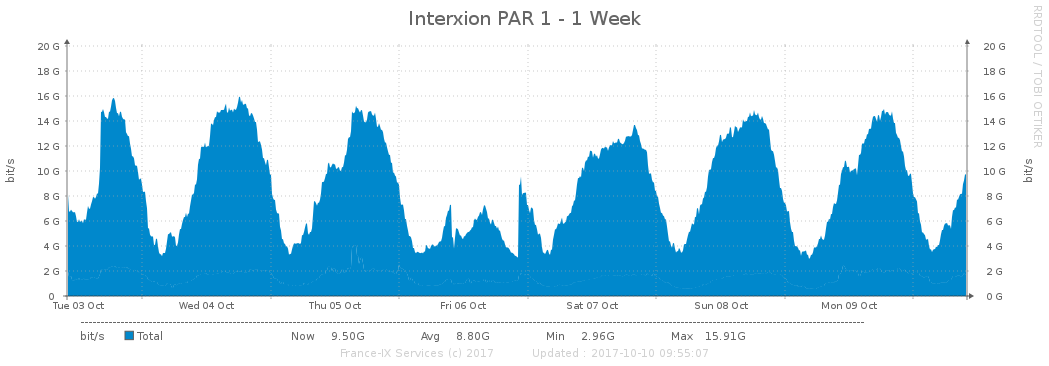 Interxion PAR 1 - 1 Week
RRDTOOL / TOBI OETIKER
20 G 20 G
18 G 18 G
16 G 16 G
14 G 14 G
12 G 12 G
10 G 10 G
8 G 8 G
6 G 6 G
4 G 4 G
2 G 2 G
0 0 G
bit/s bit/s
Tue 03 Oct Wed 04 Oct Thu 05 Oct Fri 06 Oct Sat 07 Oct Sun 08 Oct Mon 09 Oct
bit/s Total Now 9.50G Avg 8.80G Min 2.96G Max 15.91G
France-IX Services (c) 2017 Updated : 2017-10-10 09:55:07